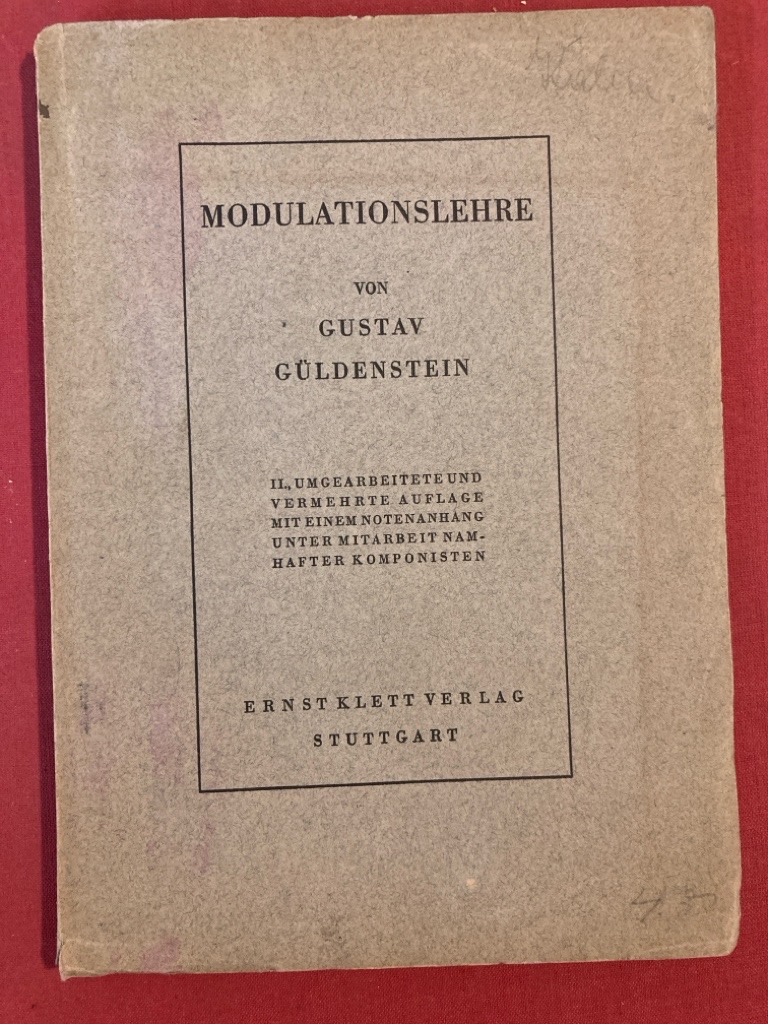 MODULATIONSLEHRE
VON
GUSTAV
GÜLDENSTEIN
II., UMGEARBEITETE UND
VERMEHRTE AUFLAGE
MIT EINEM NOTENANHANG
UNTER MITARBEIT NAM-
HAFTER KOMPONISTEN
ERNST KLETT VERLAG
STUTTGART